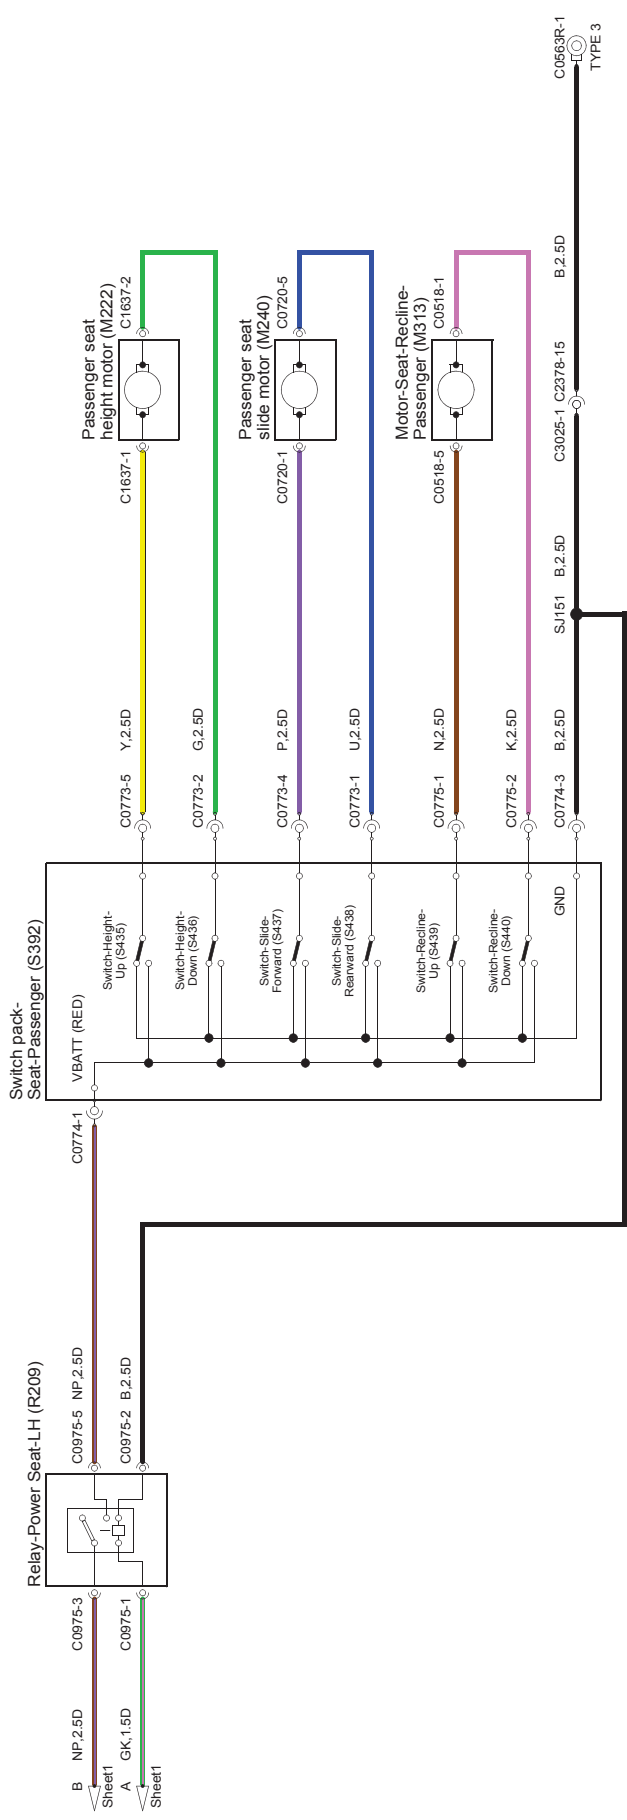 B
NP,2.5D
C0975-3
Sheet1
A
GK,1.5D
C0975-1
Sheet1
Relay-Power Seat-LH (R209)
C0975-5
NP,2.5D
C0774-1
C0975-2
B,2.5D
Switch pack-
Seat-Passenger (S392)
VBATT (RED)
Switch-Height-
Up (S435)
Switch-Height-
Down (S436)
Switch-Slide-
Forward (S437)
Switch-Slide-
Rearward (S438)
Switch-Recline-
Up (S439)
Switch-Recline-
Down (S440)
GND
C0773-5
Y,2.5D
C1637-1
Passenger seat
height motor (M222)
C1637-2
C0773-2
G,2.5D
C0773-4
P,2.5D
C0720-1
Passenger seat
slide motor (M240)
C0720-5
C0773-1
U,2.5D
C0775-1
N,2.5D
C0518-5
Motor-Seat-Recline-
Passenger (M313)
C0518-1
C0775-2
K,2.5D
C0774-3
B,2.5D
SJ151
B,2.5D
C3025-1
C2378-15
B,2.5D
C0563R-1
TYPE 3